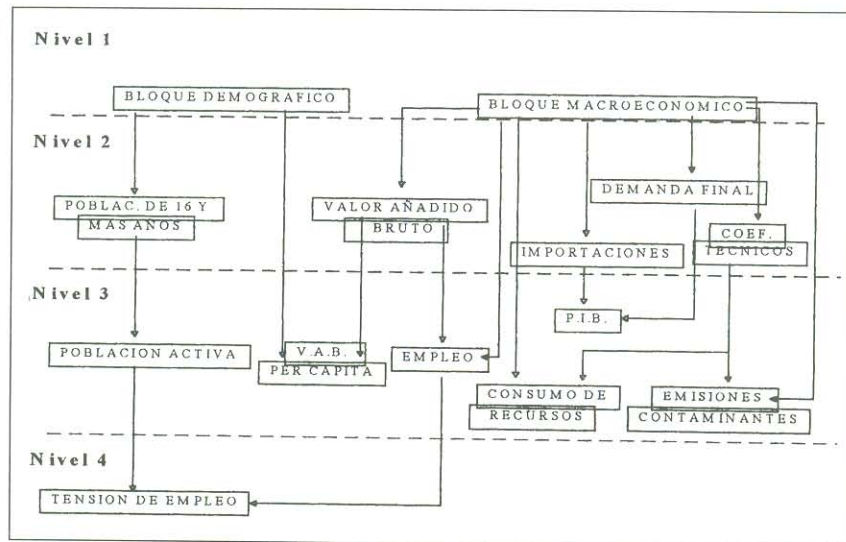 Nivel 1
BLOQUE DEMOGRAFICO
BLOQUE MACROECONOMICO
Nivel 2
POBLAC. DE 16 Y
MAS AÑOS
VALOR AÑADIDO
BRUTO
DEMANDA FINAL
IMPORTACIONES
COEF.
TECNICOS
Nivel 3
P.I.B.
POBLACION ACTIVA
V.A.B.
PER CAPITA
EMPLEO
CONSUMO DE
RECURSOS
EMISIONES
CONTAMINANTES
Nivel 4
TENSION DE EMPLEO